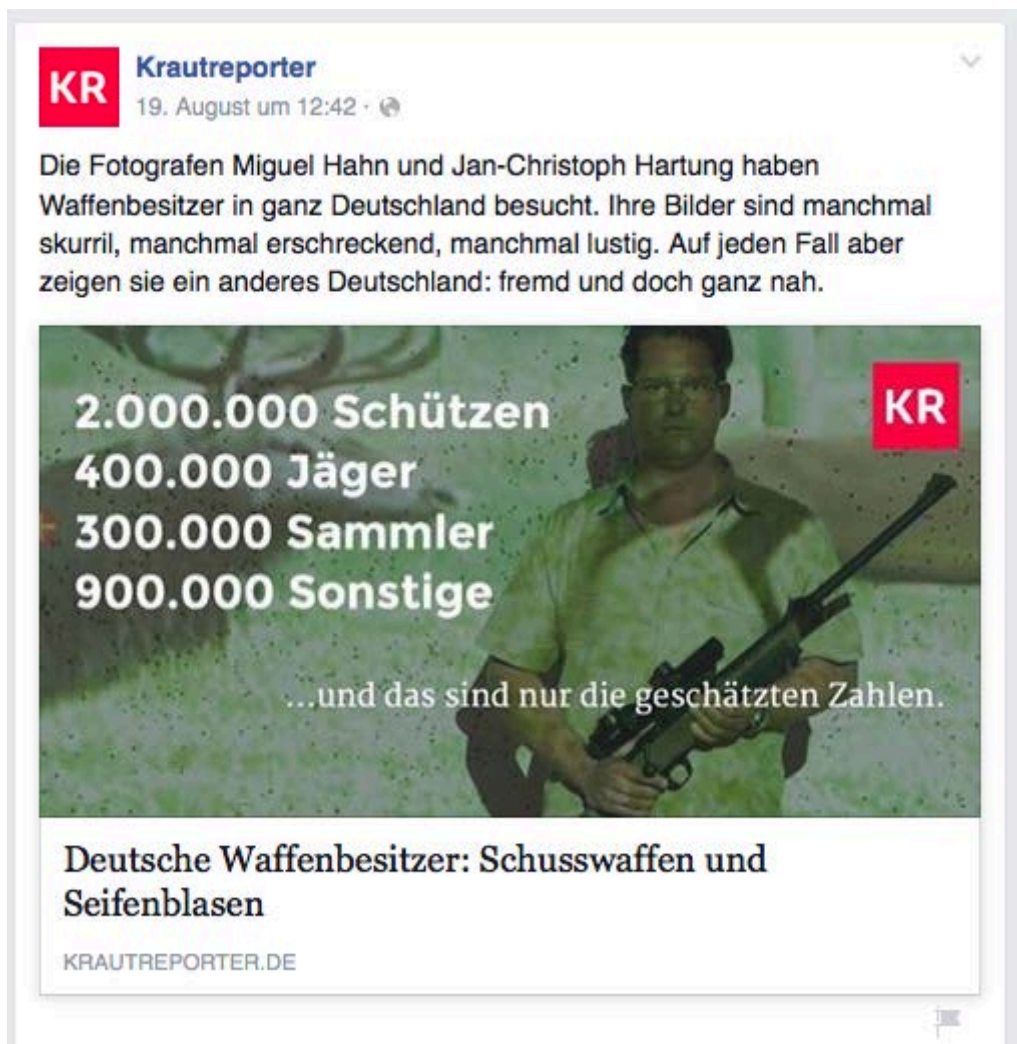 KR
Krautreporter
19. August um 12:42 ·
Die Fotografen Miguel Hahn und Jan-Christoph Hartung haben
Waffenbesitzer in ganz Deutschland besucht. Ihre Bilder sind manchmal
skurril, manchmal erschreckend, manchmal lustig. Auf jeden Fall aber
zeigen sie ein anderes Deutschland: fremd und doch ganz nah.
KR
2.000.000 Schützen
400.000 Jäger
300.000 Sammler
900.000 Sonstige
...und das sind nur die geschätzten Zahlen.
Deutsche Waffenbesitzer: Schusswaffen und
Seifenblasen
KRAUTREPORTER.DE